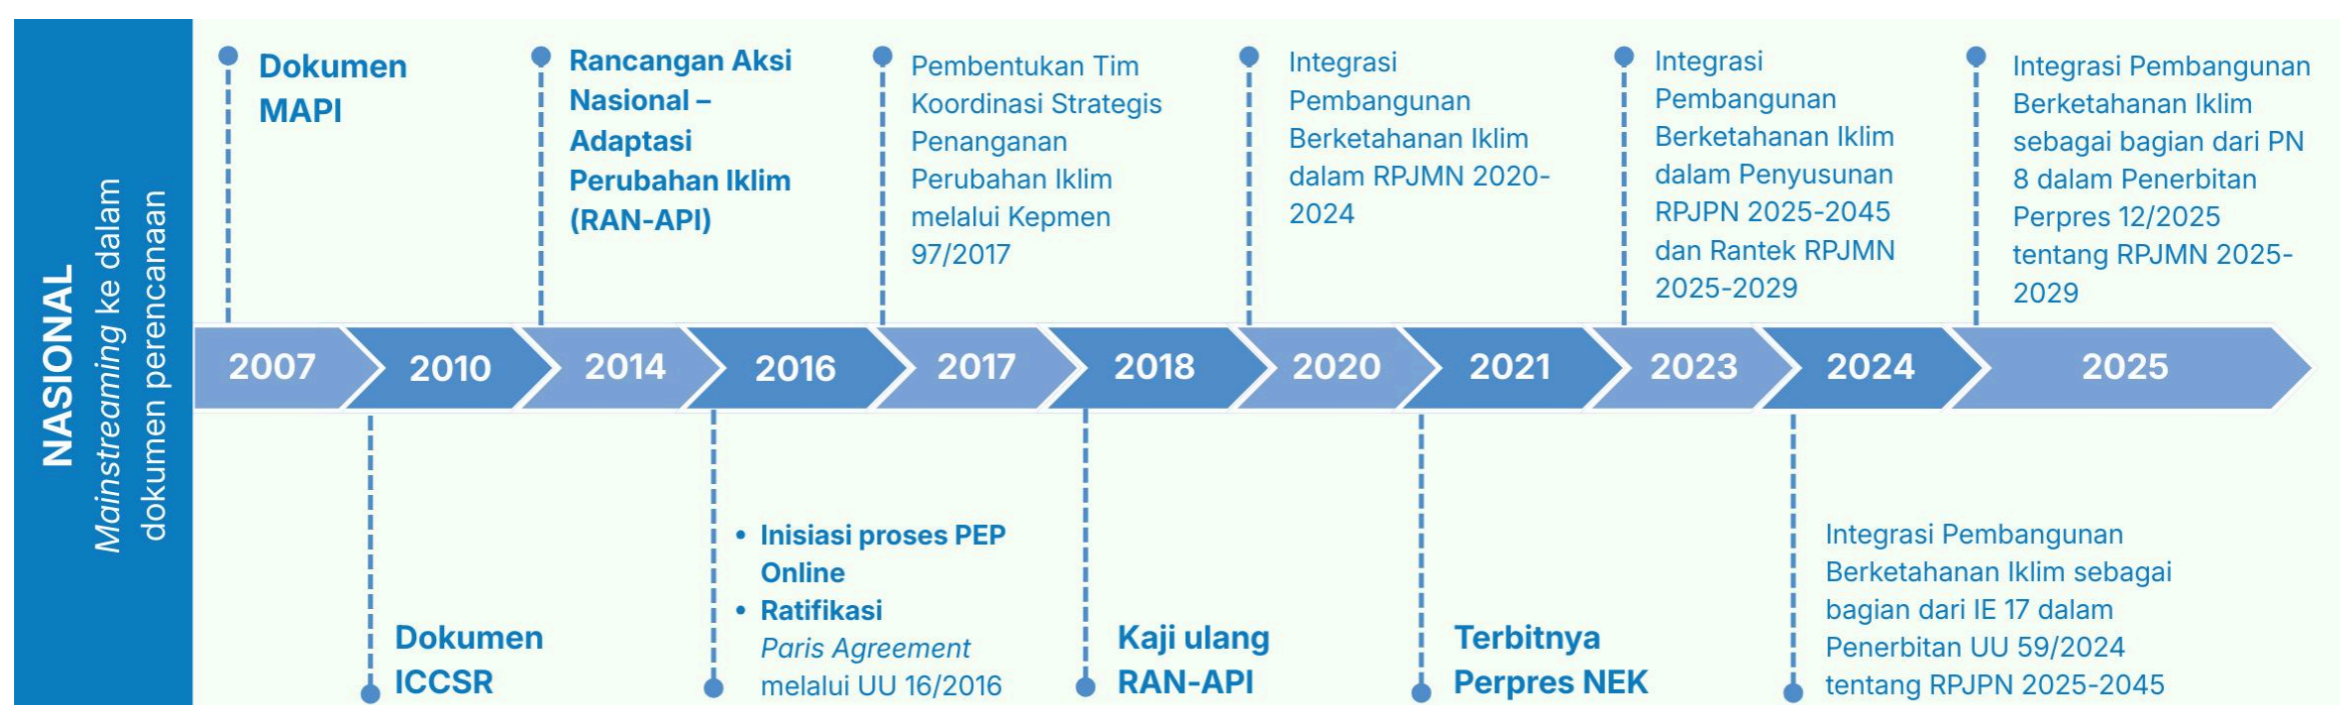 NASIONAL
Mainstreaming ke dalam
dokumen perencanaan
Dokumen
MAPI
Rancangan Aksi
Nasional –
Adaptasi
Perubahan Iklim
(RAN-API)
Pembentukan Tim
Koordinasi Strategis
Penanganan
Perubahan Iklim
melalui Kepmen
97/2017
Integrasi
Pembangunan
Berketahanan Iklim
dalam RPJMN 2020-
2024
Integrasi
Pembangunan
Berketahanan Iklim
dalam Penyusunan
RPJPN 2025-2045
dan Rantek RPJMN
2025-2029
Integrasi Pembangunan
Berketahanan Iklim
sebagai bagian dari PN
8 dalam Penerbitan
Perpres 12/2025
tentang RPJMN 2025-
2029
2007 2010 2014 2016 2017 2018 2020 2021 2023 2024 2025
Dokumen
ICCSR
• Inisiasi proses PEP
Online
• Ratifikasi
Paris Agreement
melalui UU 16/2016
Kaji ulang
RAN-API
Terbitnya
Perpres NEK
Integrasi Pembangunan
Berketahanan Iklim sebagai
bagian dari IE 17 dalam
Penerbitan UU 59/2024
tentang RPJPN 2025-2045